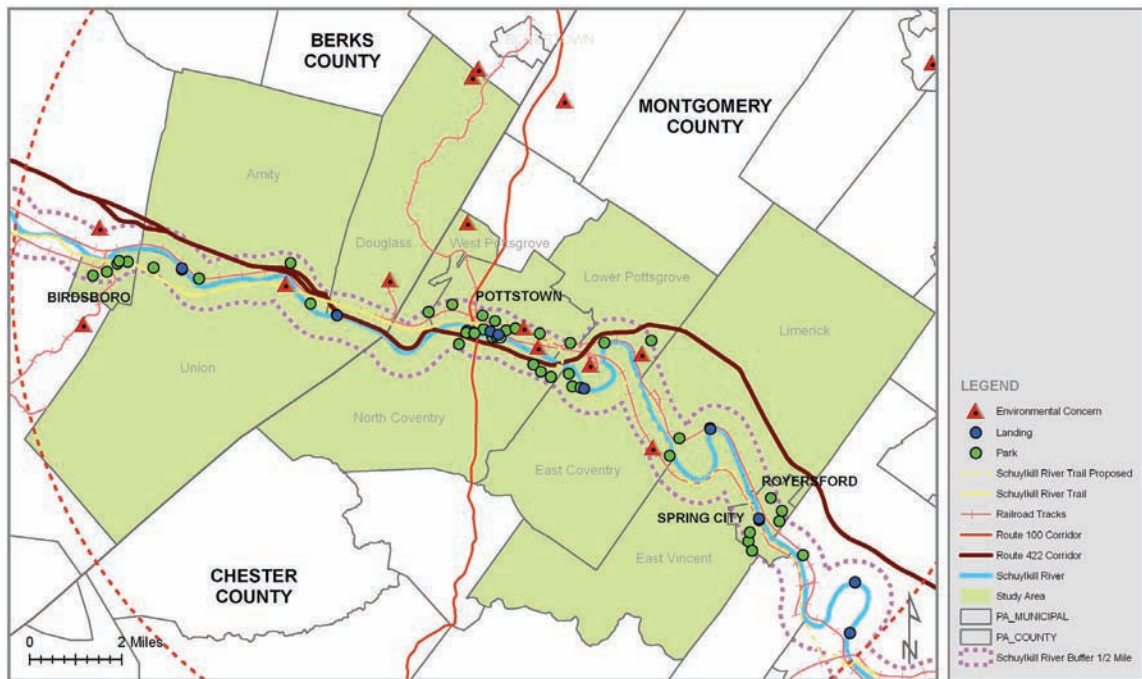 BOYERTOWN
BERKS
COUNTY
MONTGOMERY
COUNTY
Amity
Douglass
West Pottsgrove
Lower Pottsgrove
POTTSTOWN
BIRDSBORO
Limerick
Union
North Coventry
East Coventry
ROYERSFORD
SPRING CITY
East Vincent
CHESTER
COUNTY
0 2 Miles
N
LEGEND
Environmental Concern
Landing
Park
Schuylkill River Trail Proposed
Schuylkill River Trail
Railroad Tracks
Route 100 Corridor
Route 422 Corridor
Schuylkill River
Study Area
PA_MUNICIPAL
PA_COUNTY
Schuylkill River Buffer 1/2 Mile